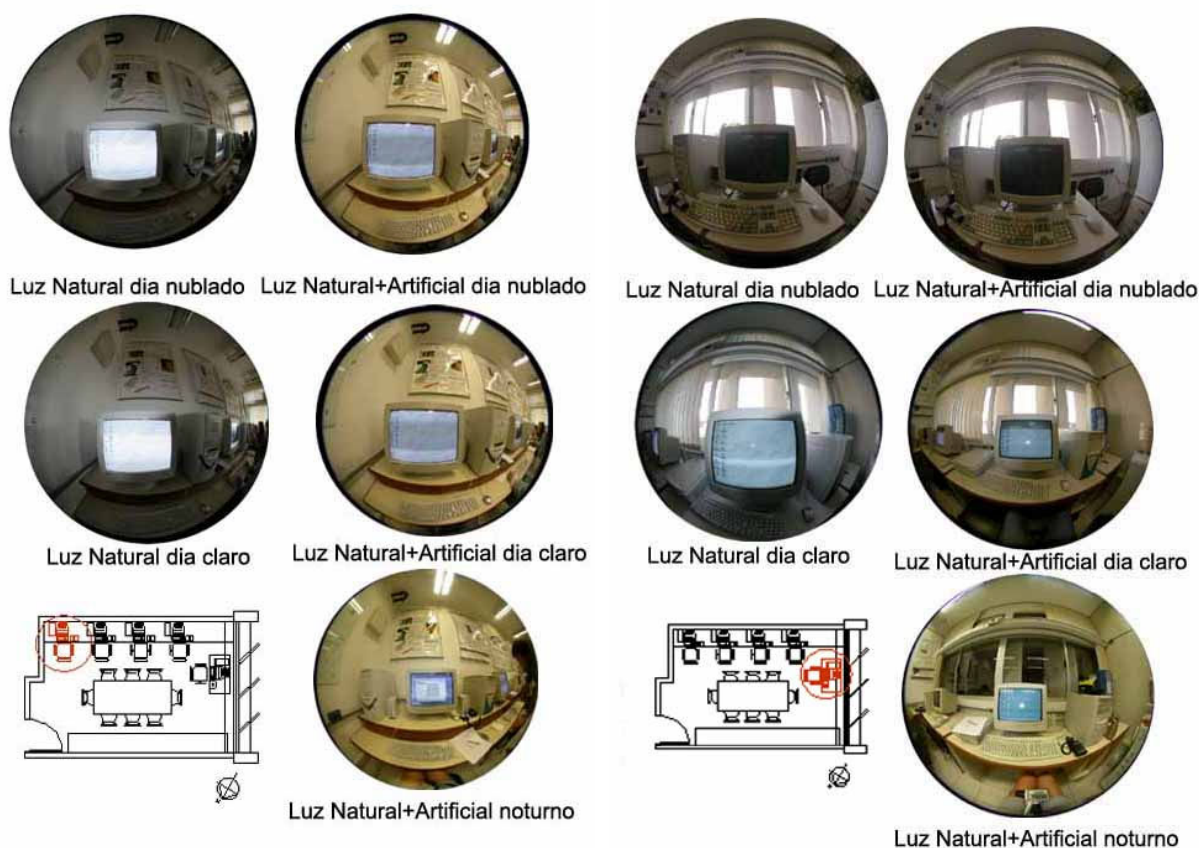 Luz Natural dia nublado
Luz Natural+Artificial dia nublado
Luz Natural dia nublado
Luz Natural+Artificial dia nublado
Luz Natural dia claro
Luz Natural+Artificial dia claro
Luz Natural dia claro
Luz Natural+Artificial dia claro
Luz Natural+Artificial noturno
Luz Natural+Artificial noturno